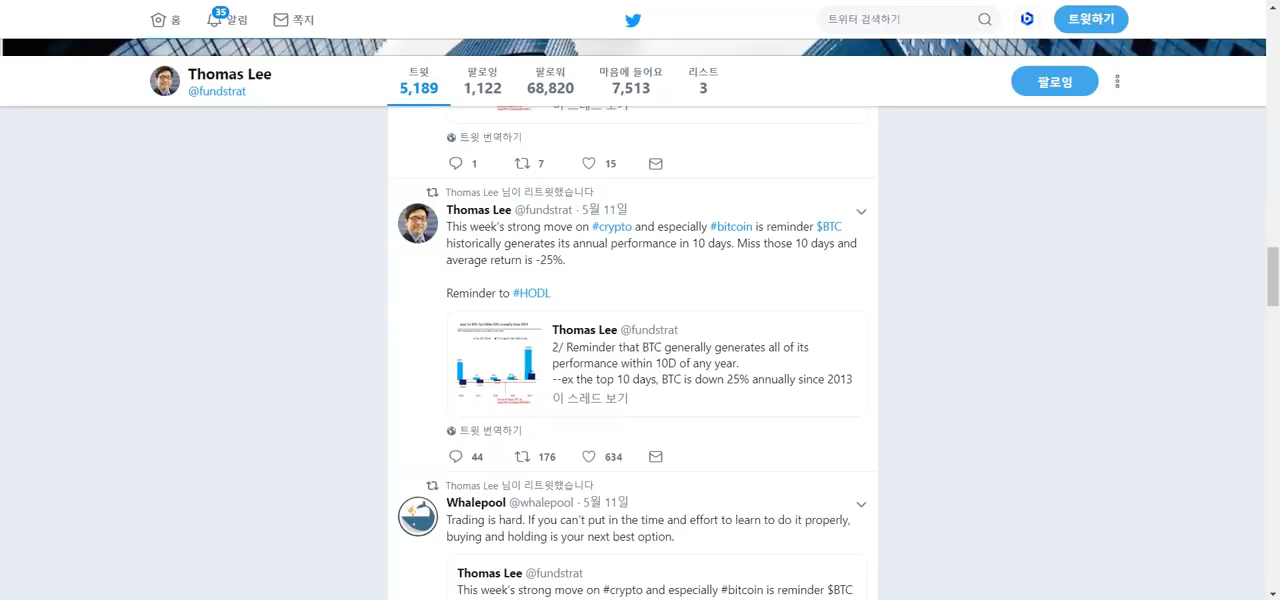 홈
35
알림
쪽지
트위터 검색하기
트윗하기
Thomas Lee
@fundstrat
트윗
5,189
팔로잉
1,122
팔로워
68,820
마음에 들어요
7,513
리스트
3
팔로잉
이 스레드 보기
트윗 번역하기
1 7 15
Thomas Lee 님이 리트윗했습니다
Thomas Lee @fundstrat · 5월 11일
This week's strong move on #crypto and especially #bitcoin is reminder $BTC
historically generates its annual performance in 10 days. Miss those 10 days and
average return is -25%.
Reminder to #HODL
Thomas Lee @fundstrat
2/ Reminder that BTC generally generates all of its
performance within 10D of any year.
--ex the top 10 days, BTC is down 25% annually since 2013
이 스레드 보기
트윗 번역하기
44 176 634
Thomas Lee 님이 리트윗했습니다
Whalepool @whalepool · 5월 11일
Trading is hard. If you can't put in the time and effort to learn to do it properly,
buying and holding is your next best option.
Thomas Lee @fundstrat
This week's strong move on #crypto and especially #bitcoin is reminder $BTC